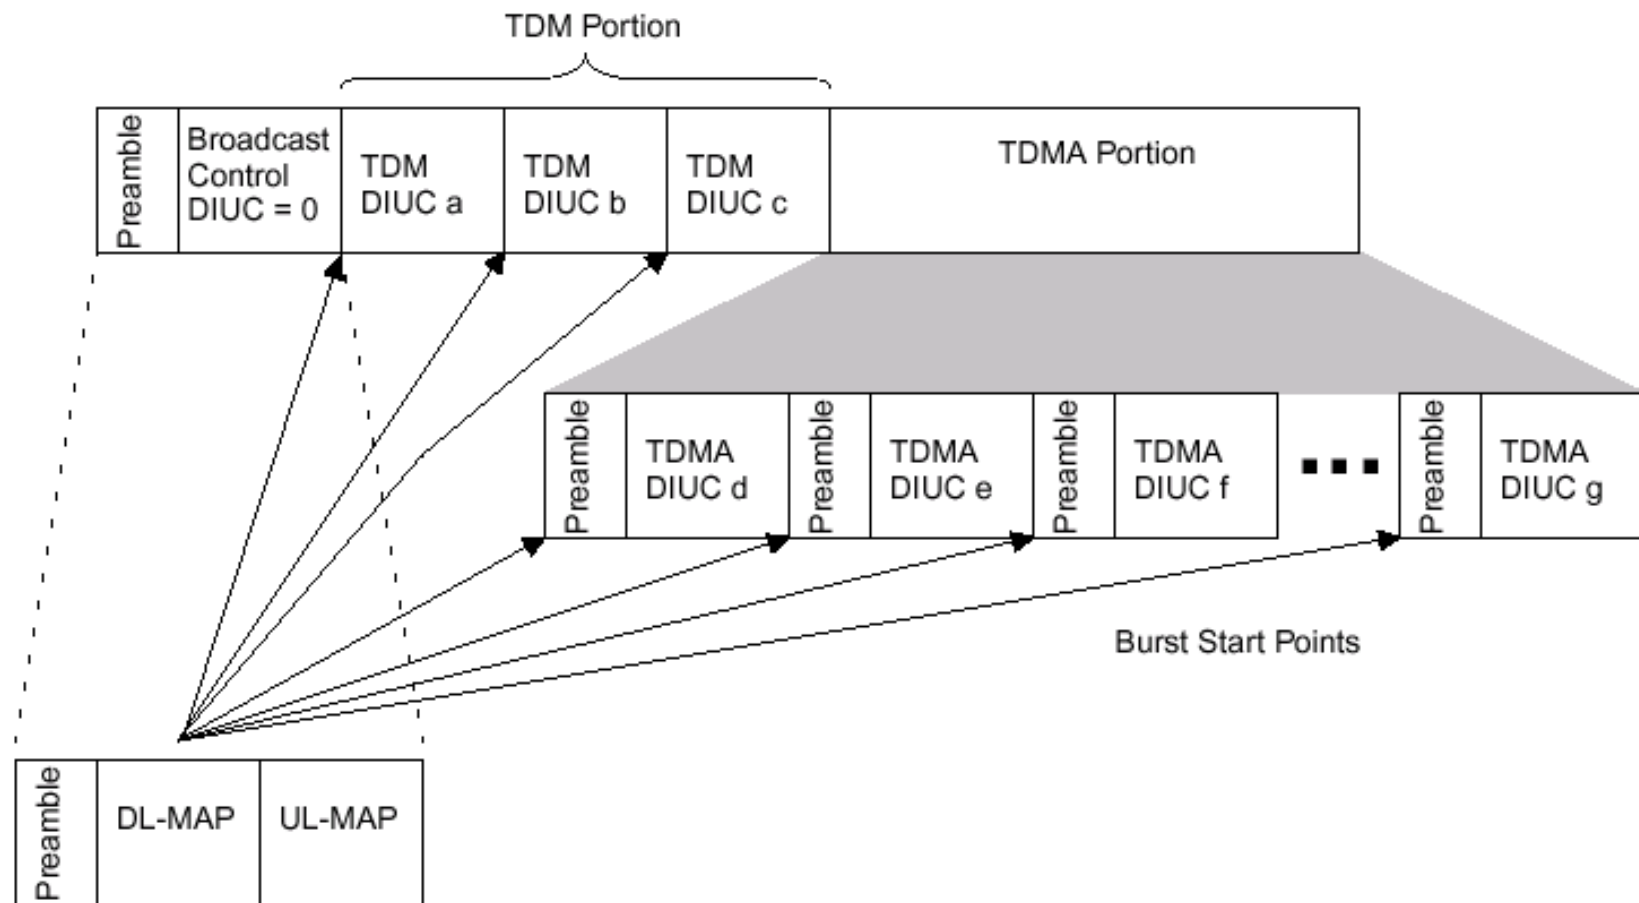 TDM Portion
Preamble
Broadcast
Control
DIUC = 0
TDM
DIUC a
TDM
DIUC b
TDM
DIUC c
TDMA Portion
Preamble
TDMA
DIUC d
Preamble
TDMA
DIUC e
Preamble
TDMA
DIUC f
Preamble
TDMA
DIUC g
Burst Start Points
Preamble
DL-MAP
UL-MAP